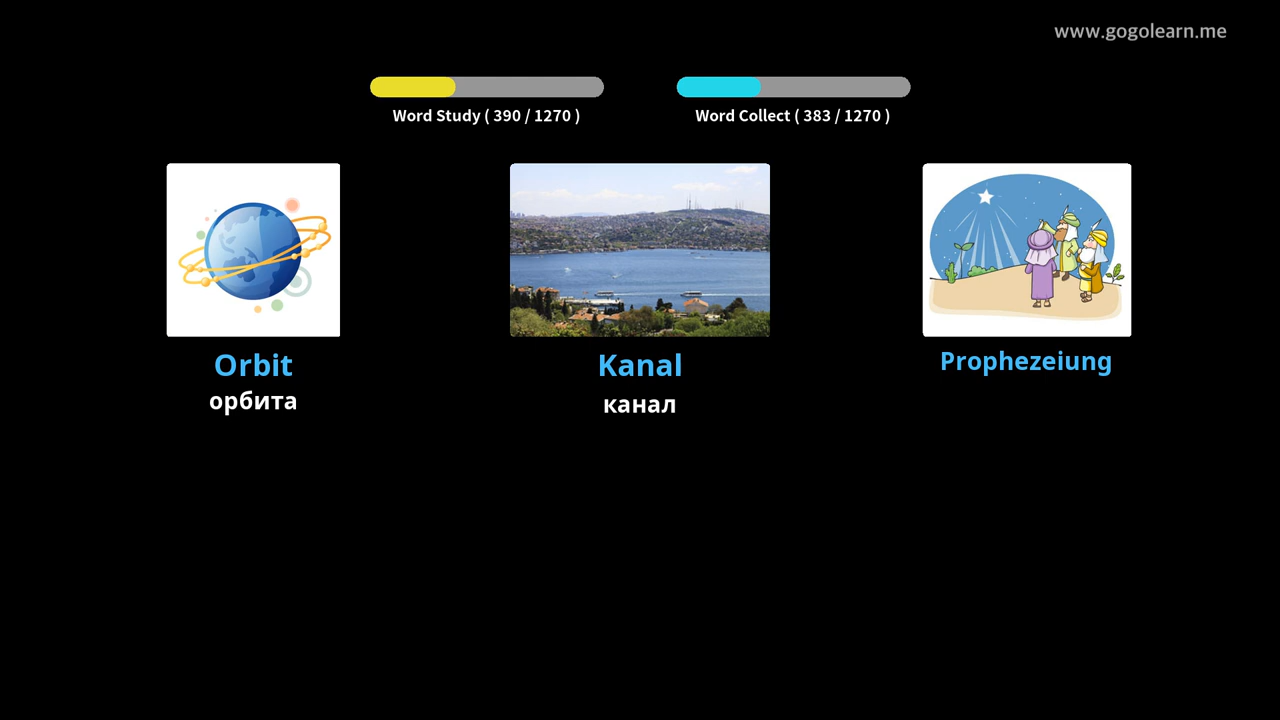 www.gogolearn.me
Word Study ( 390 / 1270 )
Word Collect ( 383 / 1270 )
Orbit
орбита
Kanal
канал
Prophezeiung